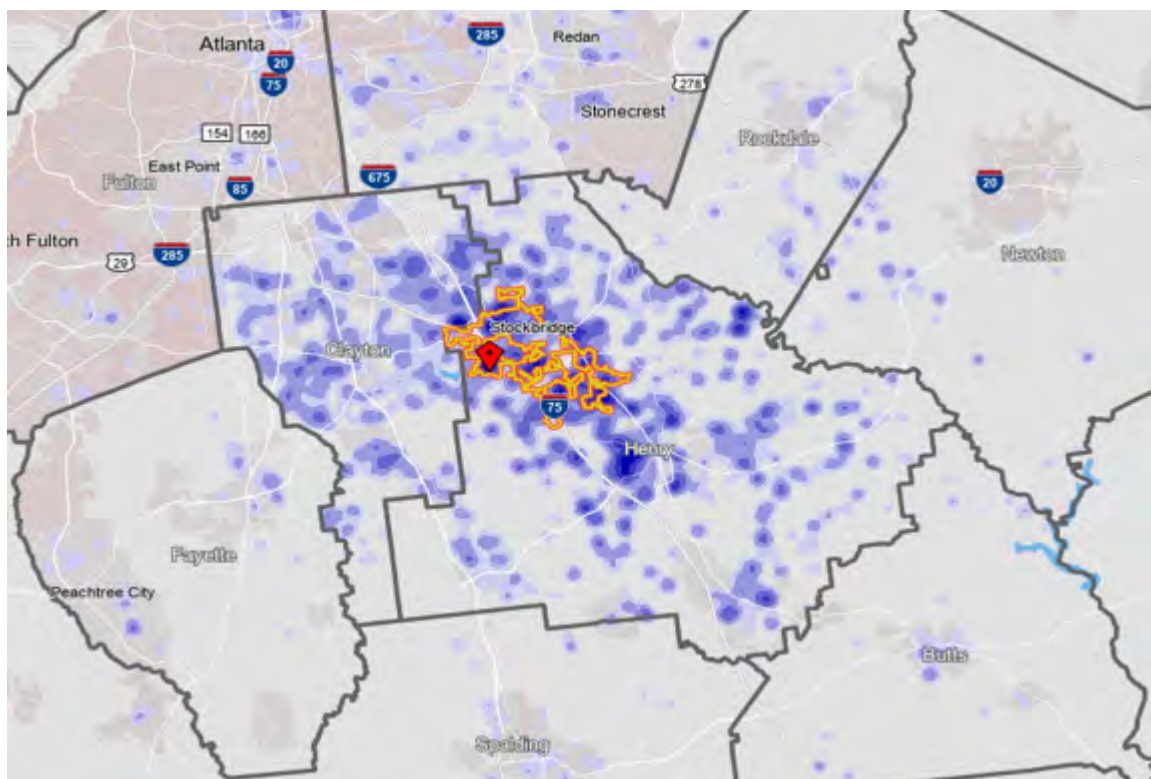 285
Redan
Atlanta
20
75
278
Stonecrest
154
166
Rockdale
East Point
675
Fulton
85
20
th Fulton
285
29
Newton
Stockbridge
Clayton
75
Henry
Fayette
Peachtree City
Butts
Spalding